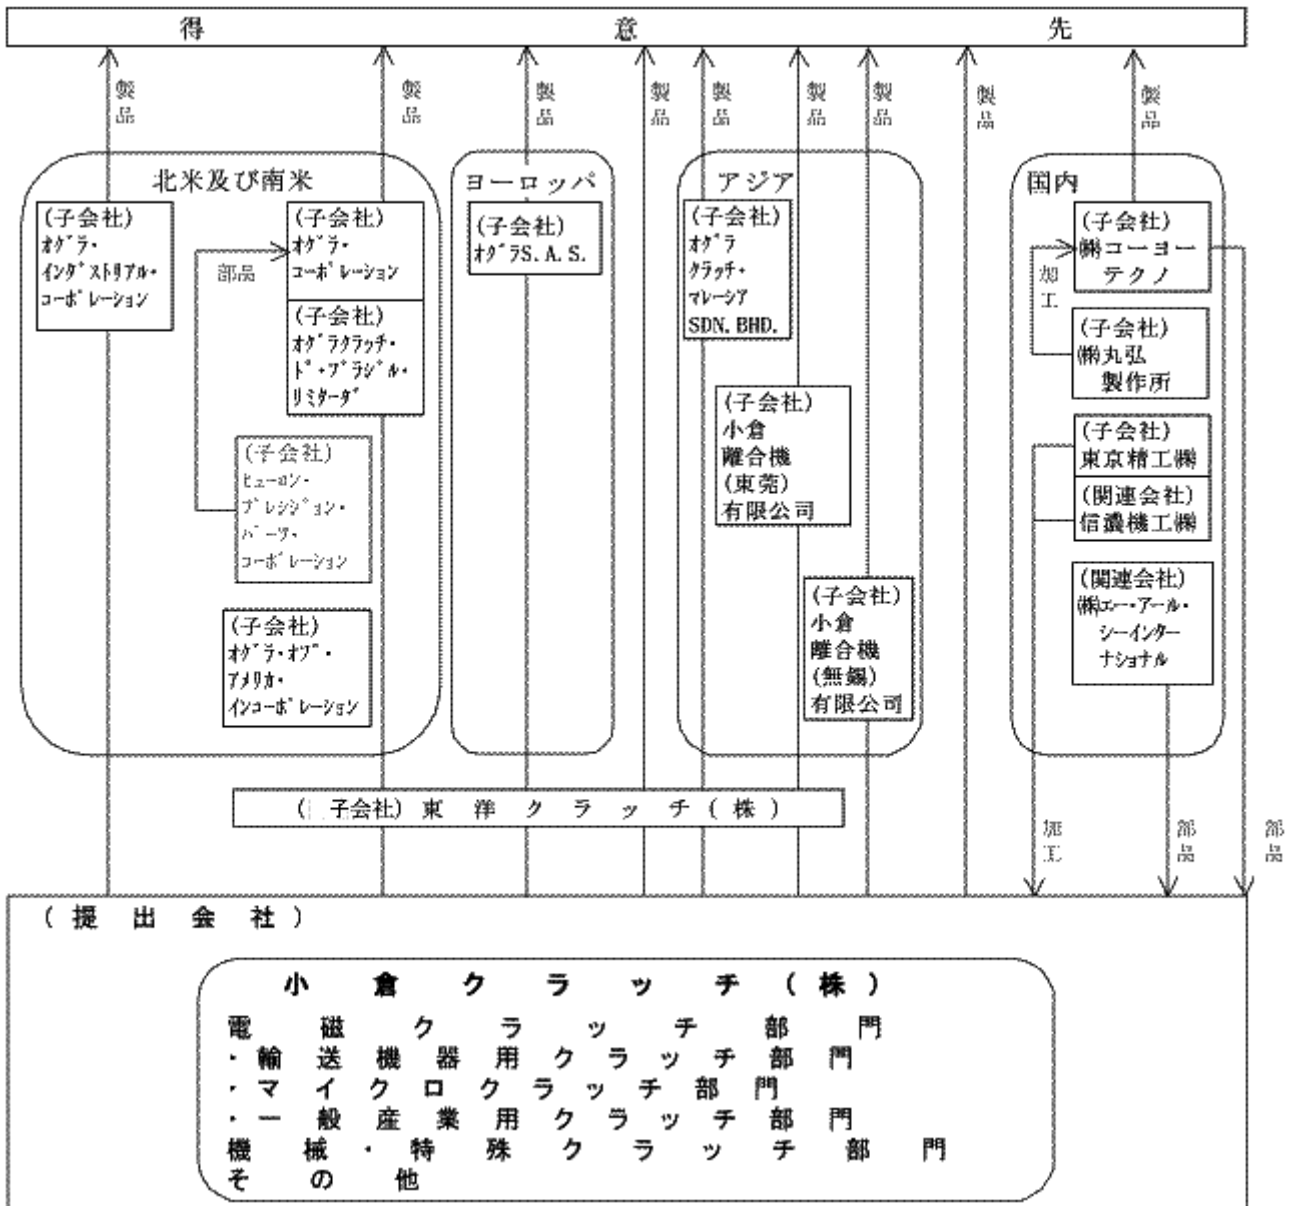 得意先
製品
製品
製品
製品
製品
製品
製品
製品
製品
北米及び南米
(子会社)
ｵｸﾞﾗ・
ｲﾝﾀﾞｽﾄﾘｱﾙ・
ｺｰﾎﾟﾚｰｼｮﾝ
部品
(子会社)
ｵｸﾞﾗ・
ｺｰﾎﾟﾚｰｼｮﾝ
(子会社)
ｵｸﾞﾗｸﾗｯﾁ・
ﾄﾞ・ﾌﾞﾗｼﾞﾙ・
ﾘﾐﾀｰﾀﾞ
(子会社)
ﾋｭｰﾛﾝ・
ﾌﾟﾚｼｼﾞｮﾝ・
ﾊﾟｰﾂ・
ｺｰﾎﾟﾚｰｼｮﾝ
(子会社)
ｵｸﾞﾗ・ｵﾌﾞ・
ｱﾒﾘｶ・
ｲﾝｺｰﾎﾟﾚｰｼｮﾝ
ヨーロッパ
(子会社)
ｵｸﾞﾗS.A.S.
アジア
(子会社)
ｵｸﾞﾗ
ｸﾗｯﾁ・
ﾏﾚｰｼｱ
SDN.BHD.
(子会社)
小倉
離合機
(東莞)
有限公司
(子会社)
小倉
離合機
(無錫)
有限公司
国内
(子会社)
㈱コーヨー
テクノ
加工
(子会社)
㈱丸弘
製作所
(子会社)
東京精工㈱
(関連会社)
信濃機工㈱
(関連会社)
㈱ｴｰ・ｱｰﾙ・
ｼｰｲﾝﾀｰ
ﾅｼｮﾅﾙ
(子会社)東洋クラッチ(株)
加工
部品
部品
(提出会社)
小倉クラッチ(株)
電磁クラッチ部門
・輸送機器用クラッチ部門
・マイクロクラッチ部門
・一般産業用クラッチ部門
機械・特殊クラッチ部門
その他